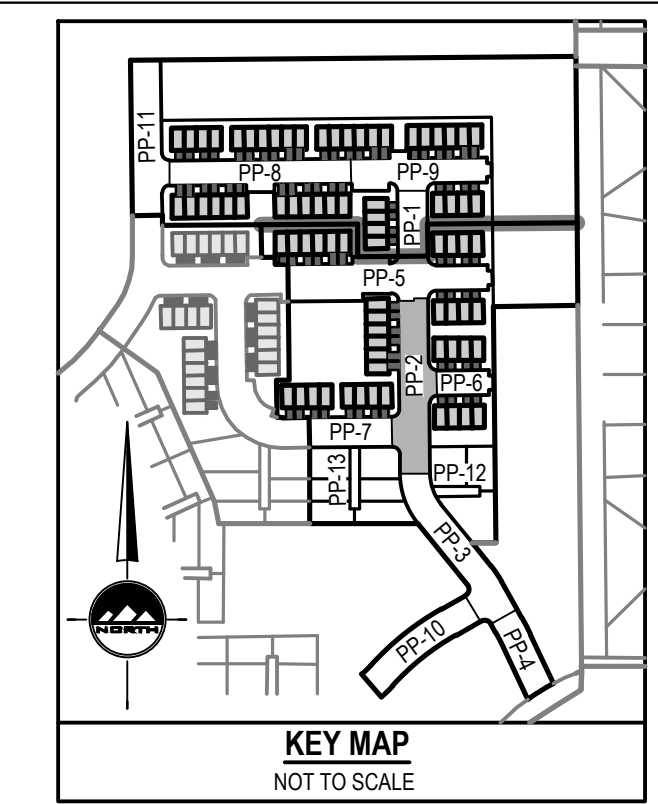 PP-11
PP-8
PP-9
PP-1
PP-5
PP-2
PP-6
PP-7
PP-13
PP-12
PP-3
PP-10
PP-4
NORTH
KEY MAP
NOT TO SCALE